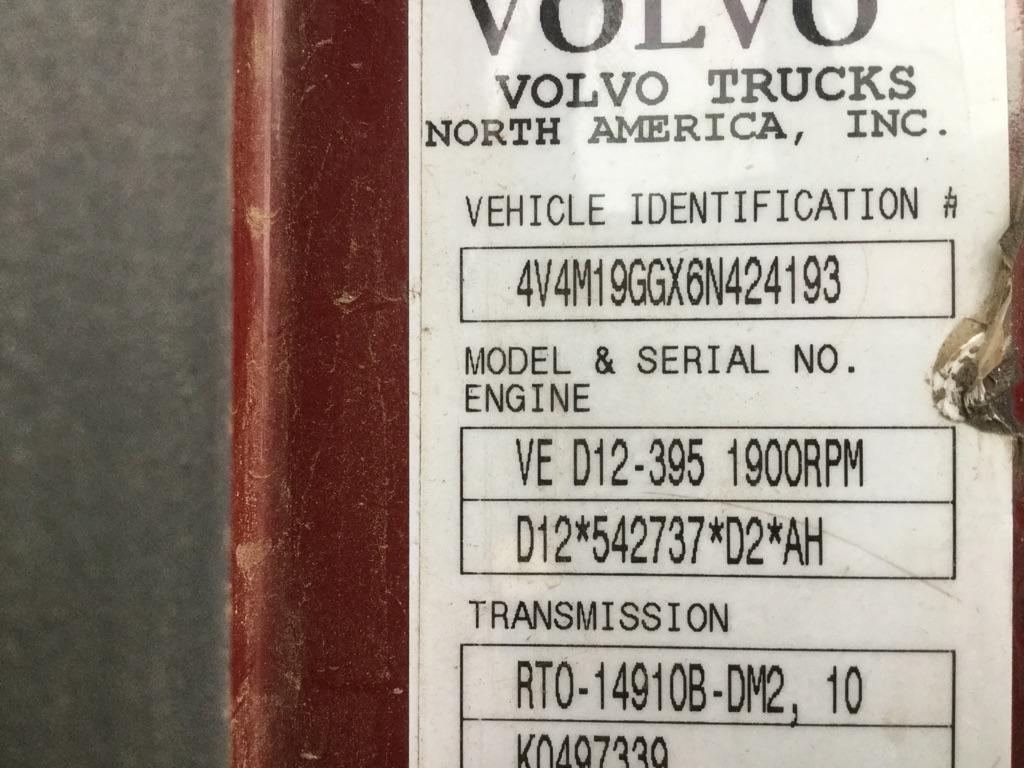 VOLVO
VOLVO TRUCKS
NORTH AMERICA, INC.
VEHICLE IDENTIFICATION #
4V4M19GGX6N424193
MODEL & SERIAL NO.
ENGINE
VE D12-395 1900RPM
D12*542737*D2*AH
TRANSMISSION
RTO-14910B-DM2, 10
K0497339